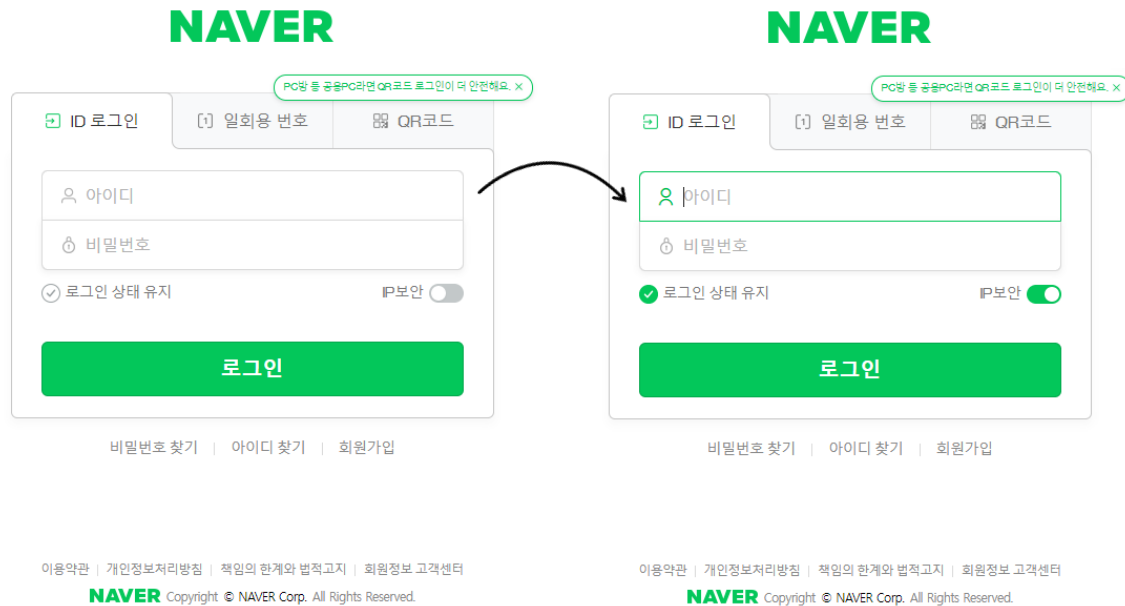 NAVER
PC방 등 공용PC라면 QR코드 로그인이 더 안전해요. ×
ID 로그인
일회용 번호
QR코드
아이디
비밀번호
로그인 상태 유지
IP보안
로그인
비밀번호 찾기 | 아이디 찾기 | 회원가입
이용약관 | 개인정보처리방침 | 책임의 한계와 법적고지 | 회원정보 고객센터
NAVER Copyright © NAVER Corp. All Rights Reserved.
NAVER
PC방 등 공용PC라면 QR코드 로그인이 더 안전해요. ×
ID 로그인
일회용 번호
QR코드
아이디
비밀번호
로그인 상태 유지
IP보안
로그인
비밀번호 찾기 | 아이디 찾기 | 회원가입
이용약관 | 개인정보처리방침 | 책임의 한계와 법적고지 | 회원정보 고객센터
NAVER Copyright © NAVER Corp. All Rights Reserved.